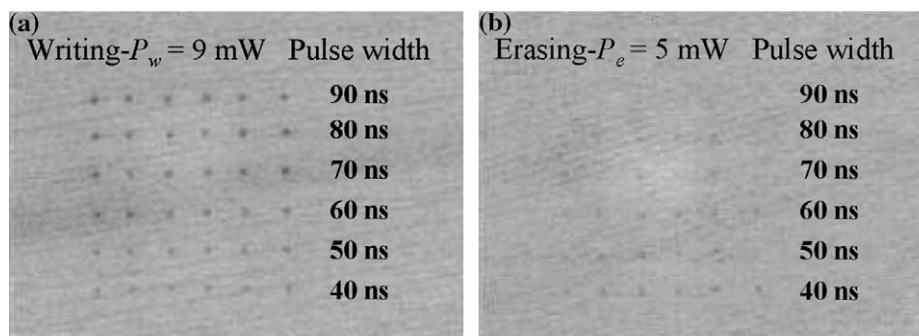 (a)
Writing-P_w = 9 mW Pulse width
90 ns
80 ns
70 ns
60 ns
50 ns
40 ns
(b)
Erasing-P_e = 5 mW Pulse width
90 ns
80 ns
70 ns
60 ns
50 ns
40 ns